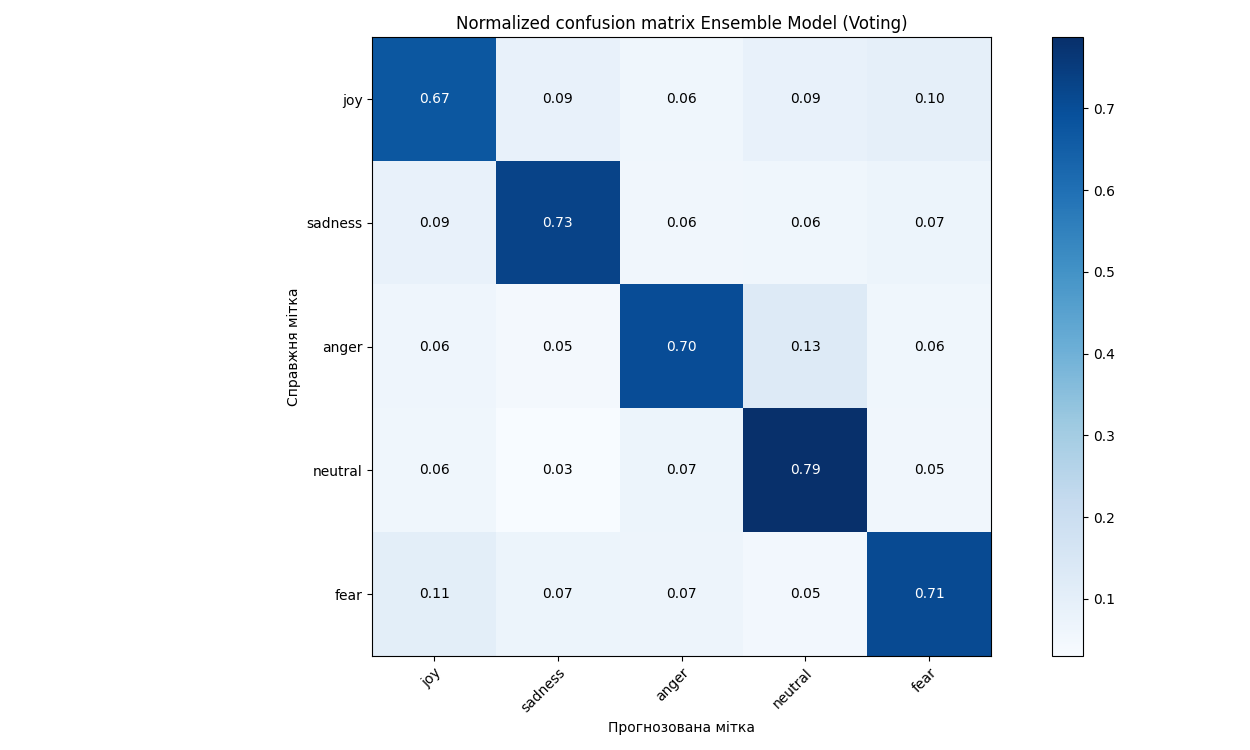 Normalized confusion matrix Ensemble Model (Voting)
joy 0.67 0.09 0.06 0.09 0.10
sadness 0.09 0.73 0.06 0.06 0.07
anger 0.06 0.05 0.70 0.13 0.06
neutral 0.06 0.03 0.07 0.79 0.05
fear 0.11 0.07 0.07 0.05 0.71
joy sadness anger neutral fear
Справжня мітка
Прогнозована мітка
0.7
0.6
0.5
0.4
0.3
0.2
0.1